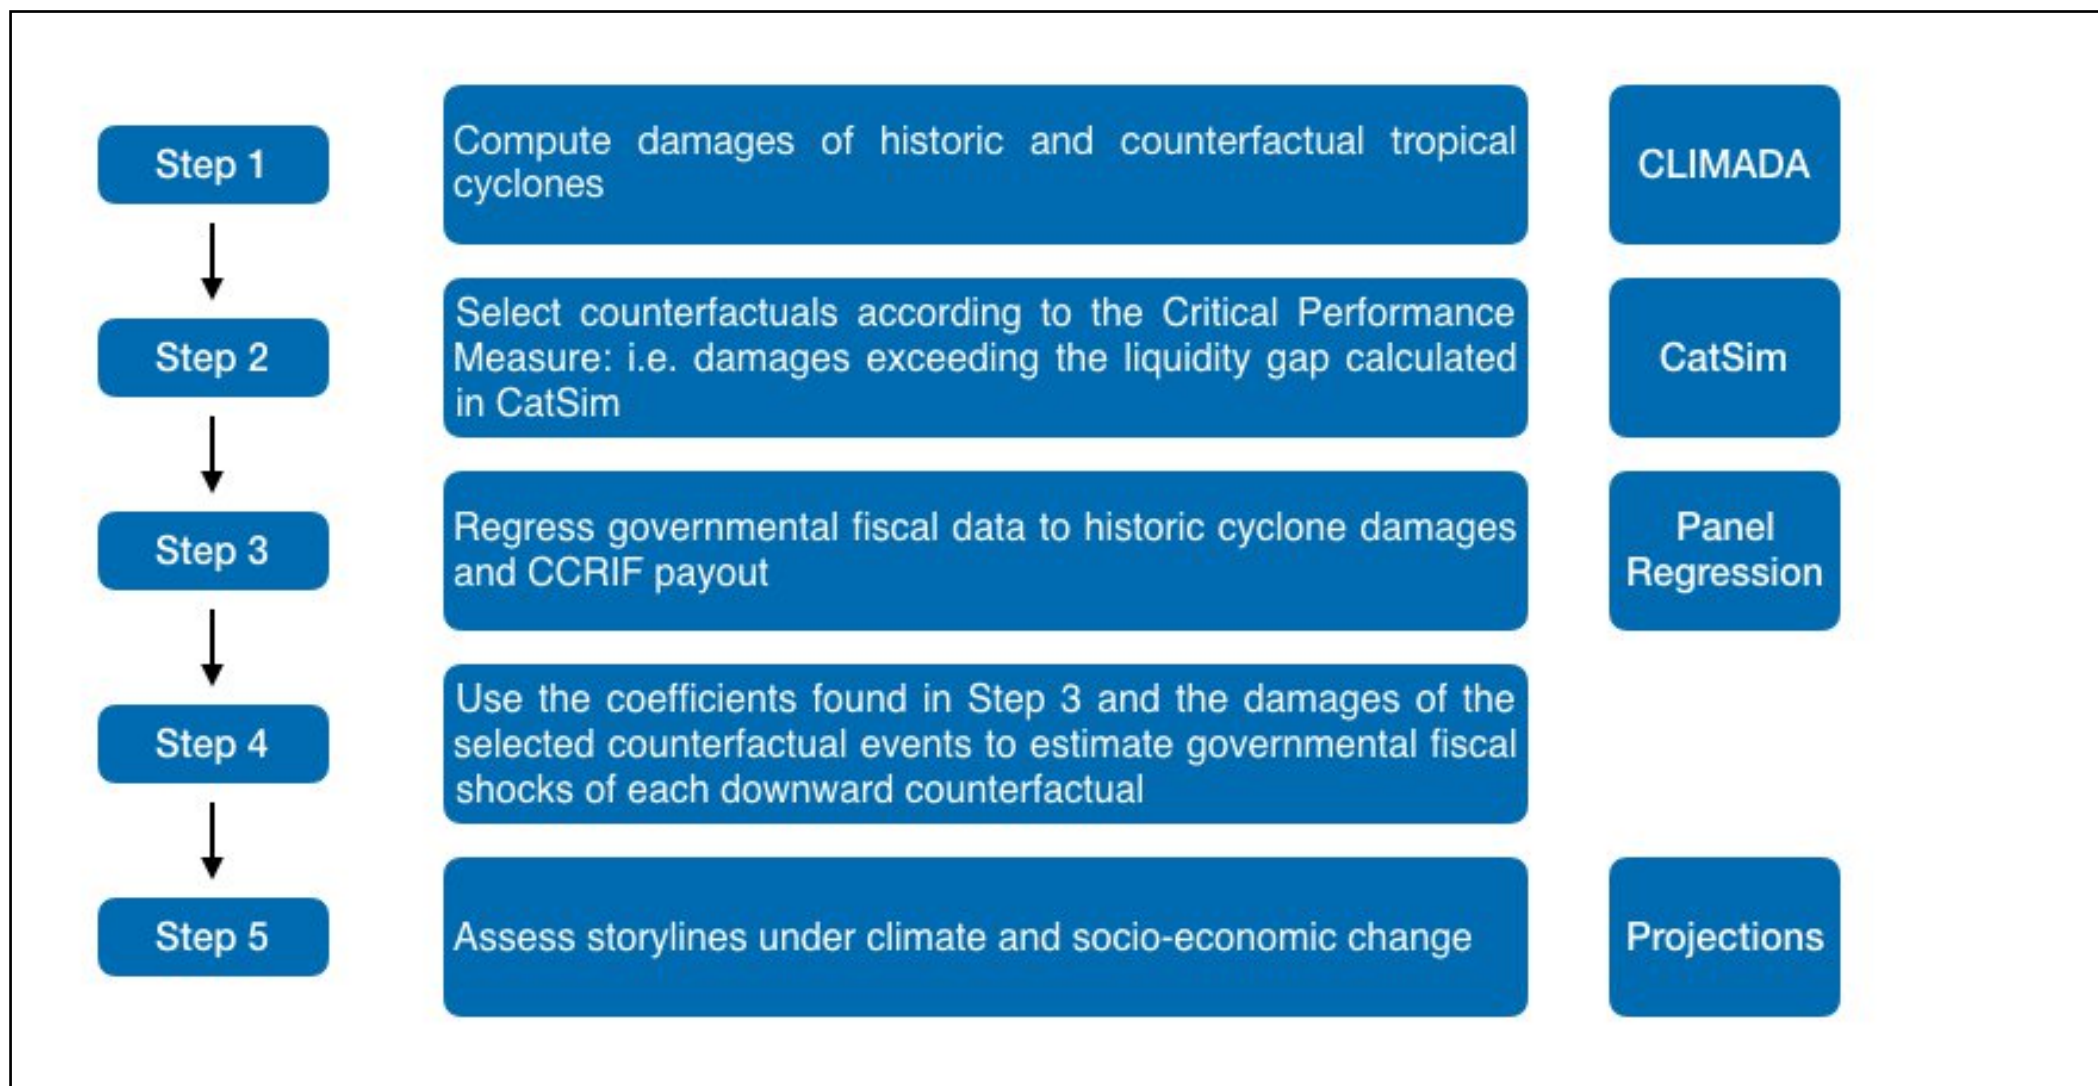 Step 1
Compute damages of historic and counterfactual tropical
cyclones
CLIMADA
Step 2
Select counterfactuals according to the Critical Performance
Measure: i.e. damages exceeding the liquidity gap calculated
in CatSim
CatSim
Step 3
Regress governmental fiscal data to historic cyclone damages
and CCRIF payout
Panel
Regression
Step 4
Use the coefficients found in Step 3 and the damages of the
selected counterfactual events to estimate governmental fiscal
shocks of each downward counterfactual
Step 5
Assess storylines under climate and socio-economic change
Projections